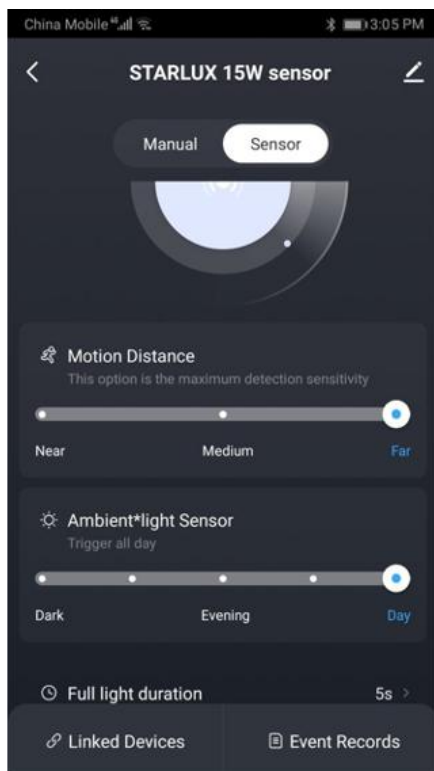 China Mobile 4G 3:05 PM
STARLUX 15W sensor
Manual Sensor
Motion Distance
This option is the maximum detection sensitivity
Near Medium Far
Ambient*light Sensor
Trigger all day
Dark Evening Day
Full light duration 5s
Linked Devices Event Records